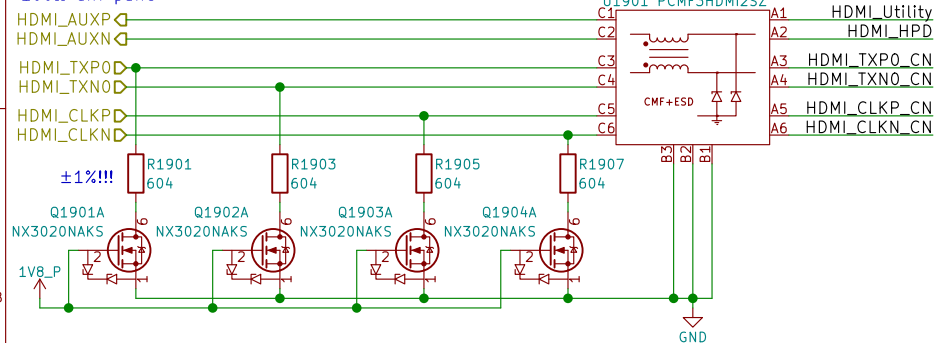 U1901 PCMF3HDMI2SZ
HDMI_AUXP C1 A1 HDMI_Utility
HDMI_AUXN C2 A2 HDMI_HPD
HDMI_TXP0 C3 A3 HDMI_TXP0_CN
HDMI_TXN0 C4 A4 HDMI_TXN0_CN
CMF+ESD
HDMI_CLKP C5 A5 HDMI_CLKP_CN
HDMI_CLKN C6 A6 HDMI_CLKN_CN
B3 B2 B1
R1901 R1903 R1905 R1907
±1%!!! 604 604 604 604
Q1901A 6 Q1902A 6 Q1903A 6 Q1904A 6
NX3020NAKS NX3020NAKS NX3020NAKS NX3020NAKS
2 2 2 2
1V8_P 1 1 1 1
GND